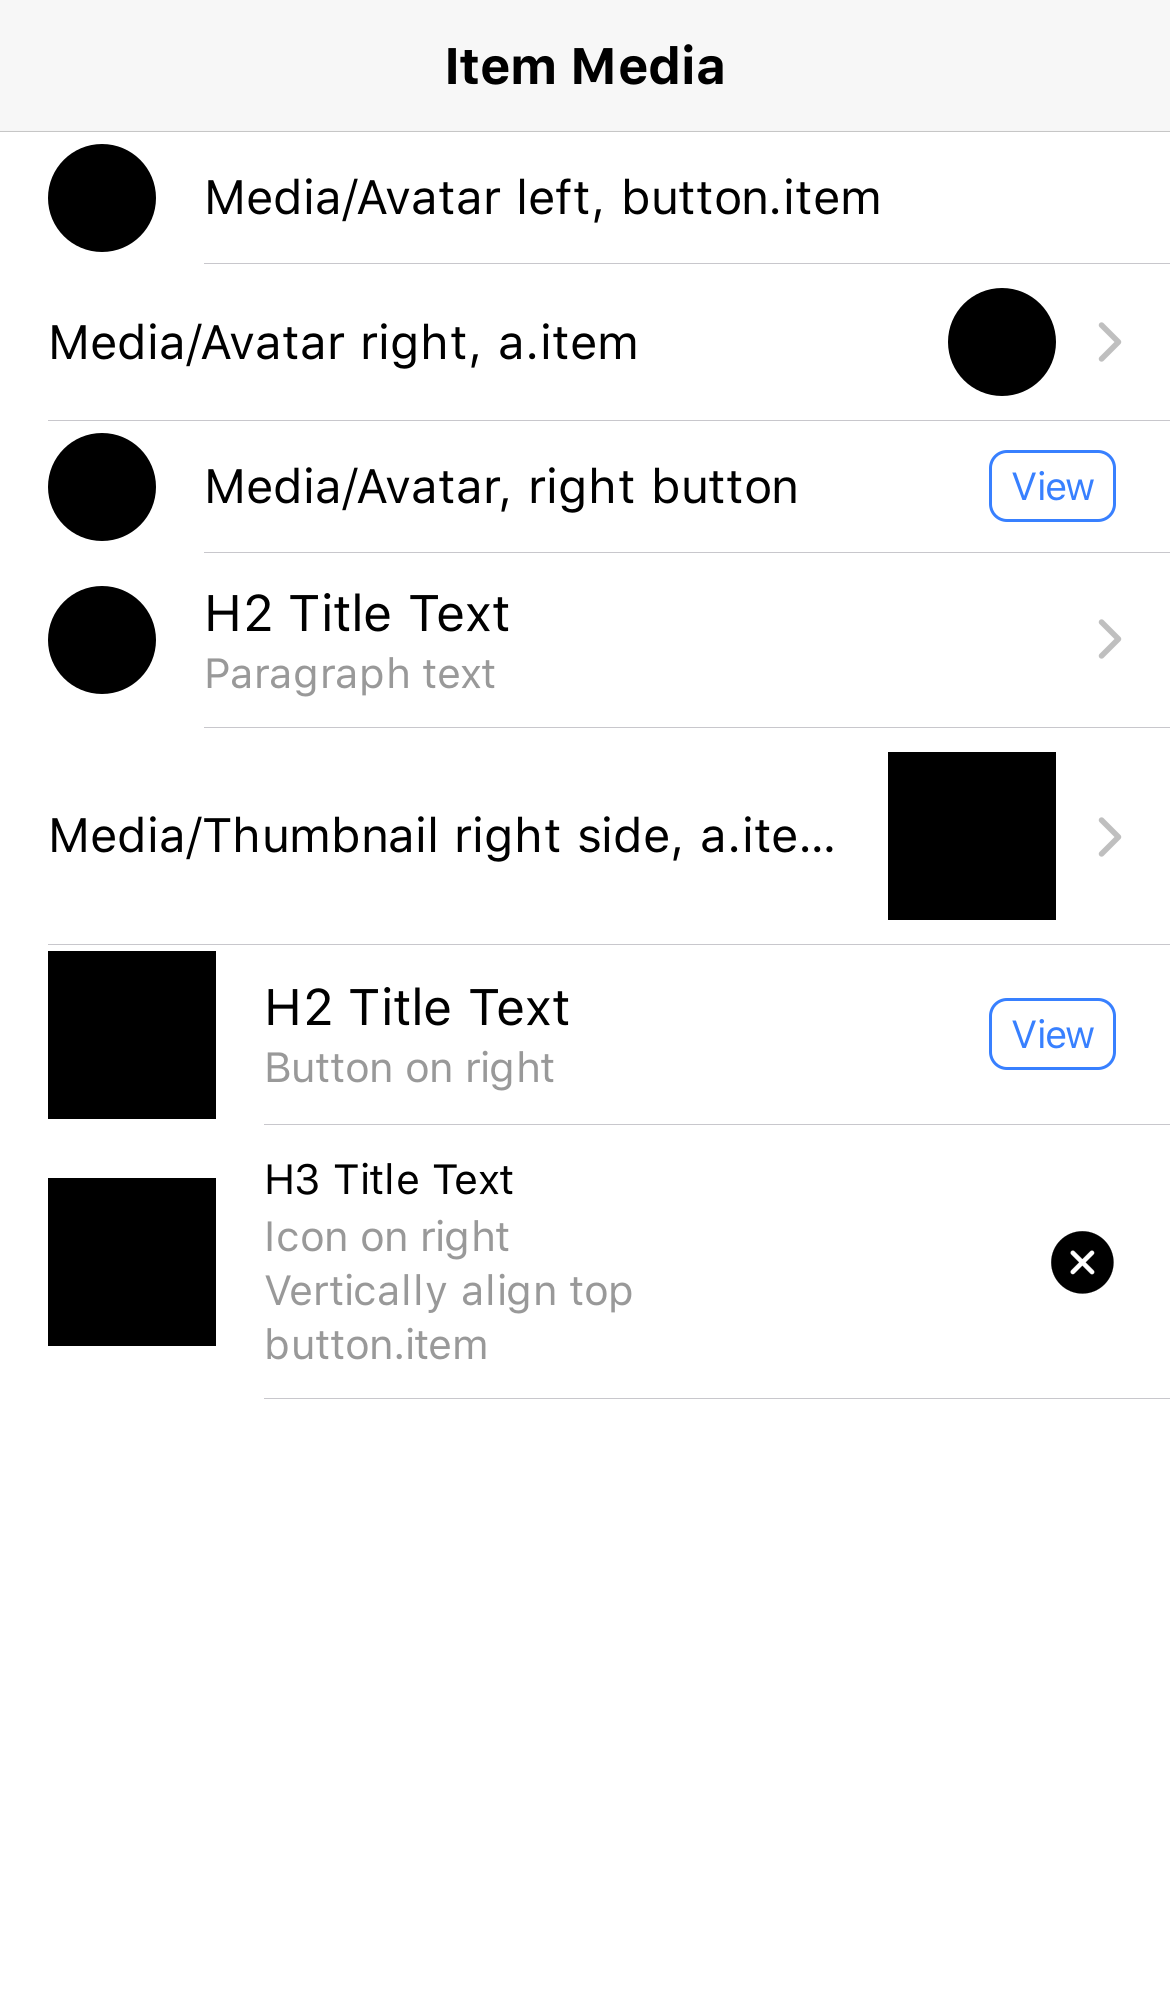 Item Media
Media/Avatar left, button.item
Media/Avatar right, a.item
Media/Avatar, right button
View
H2 Title Text
Paragraph text
Media/Thumbnail right side, a.ite...
H2 Title Text
Button on right
View
H3 Title Text
Icon on right
Vertically align top
button.item